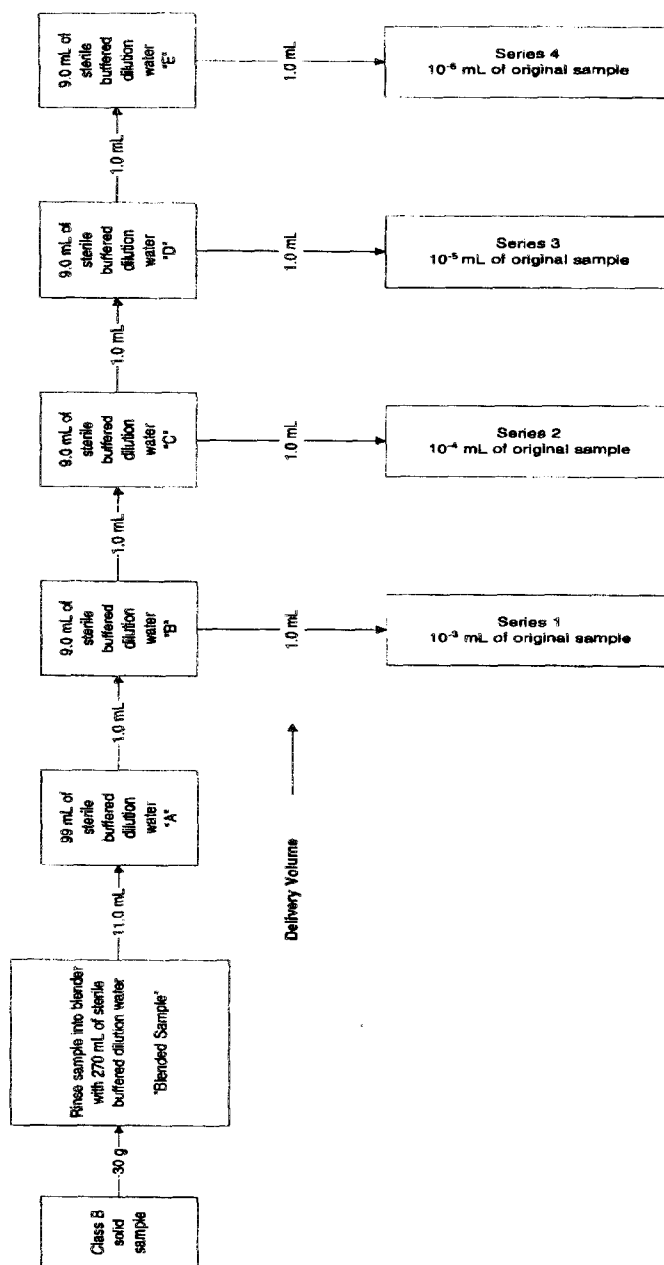 Class B
solid
sample
30 g
Rinse sample into blender
with 270 mL of sterile
buffered dilution water
"Blended Sample"
11.0 mL
99 mL of
sterile
buffered
dilution
water
"A"
1.0 mL
9.0 mL of
sterile
buffered
dilution
water
"B"
1.0 mL
9.0 mL of
sterile
buffered
dilution
water
"C"
1.0 mL
9.0 mL of
sterile
buffered
dilution
water
"D"
1.0 mL
9.0 mL of
sterile
buffered
dilution
water
"E"
Delivery Volume
1.0 mL
1.0 mL
1.0 mL
1.0 mL
Series 1
10⁻³ mL of original sample
Series 2
10⁻⁴ mL of original sample
Series 3
10⁻⁵ mL of original sample
Series 4
10⁻⁶ mL of original sample